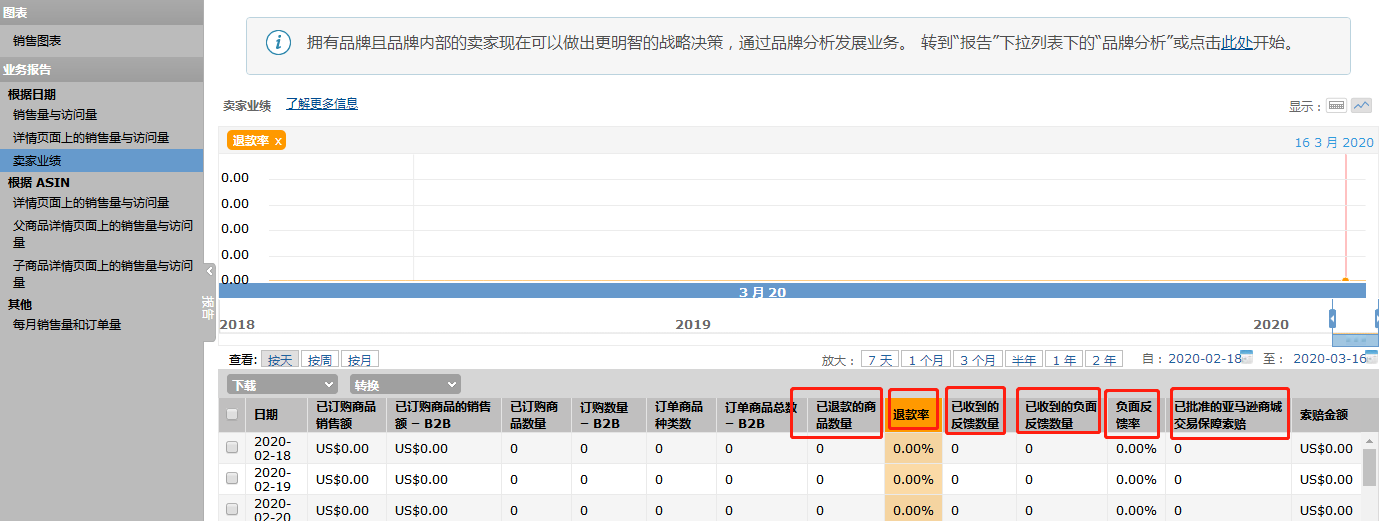 图表
销售图表
业务报告
根据日期
销售量与访问量
详情页面上的销售量与访问量
卖家业绩
根据 ASIN
详情页面上的销售量与访问量
父商品详情页面上的销售量与访问
量
子商品详情页面上的销售量与访问
量
其他
每月销售量和订单量
报告
拥有品牌且品牌内部的卖家现在可以做出更明智的战略决策，通过品牌分析发展业务。 转到“报告”下拉列表下的“品牌分析”或点击此处开始。
卖家业绩 了解更多信息
显示：
退款率 x
16 3 月 2020
0.00
0.00
0.00
0.00
0.00
3 月 20
2018 2019 2020
查看: 按天 按周 按月
放大： 7 天 1 个月 3 个月 半年 1 年 2 年 自： 2020-02-18 至： 2020-03-16
下载 转换
日期 已订购商品 已订购商品的销售 已订购商 订购数量 订单商品 订单商品总数 已退款的商 退款率 已收到的 已收到的负面 负面反 已批准的亚马逊商城 索赔金额
销售额 额 – B2B 品数量 – B2B 种类数 – B2B 品数量 反馈数量 反馈数量 馈率 交易保障索赔
2020-
02-18 US$0.00 US$0.00 0 0 0 0 0 0.00% 0 0 0.00% 0 US$0.00
2020-
02-19 US$0.00 US$0.00 0 0 0 0 0 0.00% 0 0 0.00% 0 US$0.00
2020-
02-20 US$0.00 US$0.00 0 0 0 0 0 0.00% 0 0 0.00% 0 US$0.00